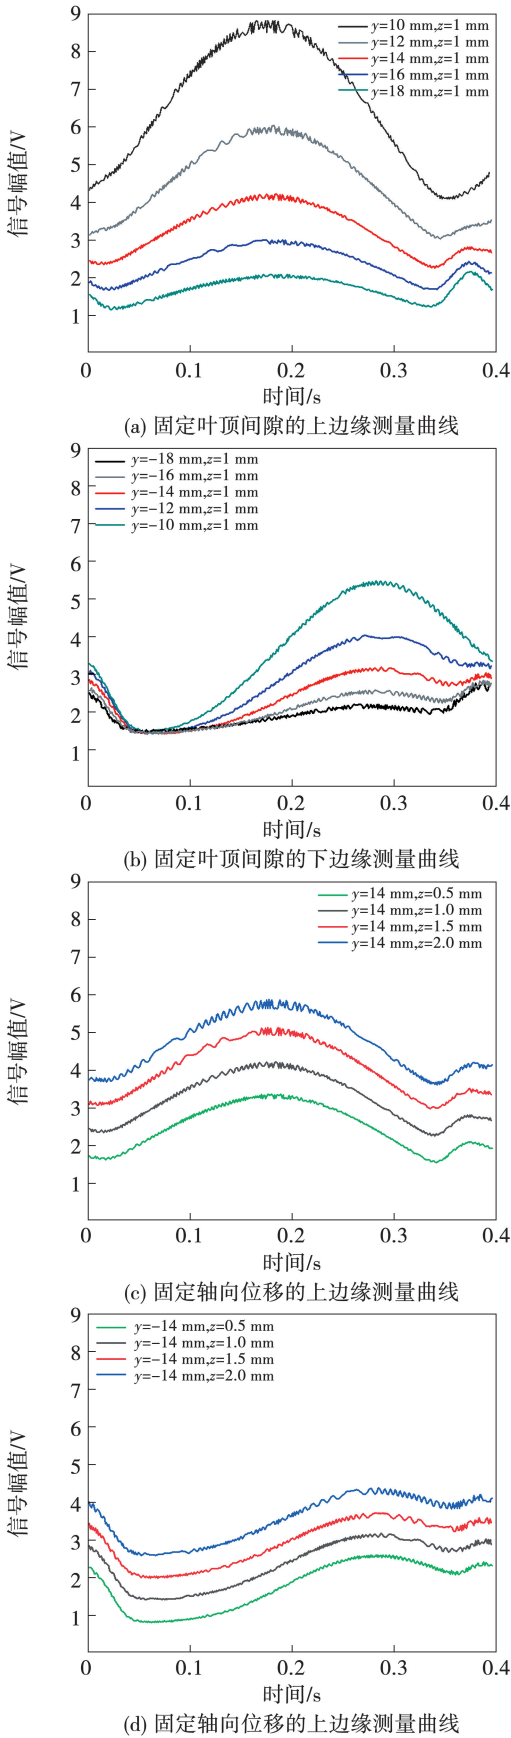 9
8
7
6
5
4
3
2
1
信号幅值/V
y=10 mm,z=1 mm
y=12 mm,z=1 mm
y=14 mm,z=1 mm
y=16 mm,z=1 mm
y=18 mm,z=1 mm
0 0.1 0.2 0.3 0.4
时间/s
(a) 固定叶顶间隙的上边缘测量曲线
9
8
7
6
5
4
3
2
1
信号幅值/V
y=−18 mm,z=1 mm
y=−16 mm,z=1 mm
y=−14 mm,z=1 mm
y=−12 mm,z=1 mm
y=−10 mm,z=1 mm
0 0.1 0.2 0.3 0.4
时间/s
(b) 固定叶顶间隙的下边缘测量曲线
9
8
7
6
5
4
3
2
1
信号幅值/V
y=14 mm,z=0.5 mm
y=14 mm,z=1.0 mm
y=14 mm,z=1.5 mm
y=14 mm,z=2.0 mm
0 0.1 0.2 0.3 0.4
时间/s
(c) 固定轴向位移的上边缘测量曲线
9
8
7
6
5
4
3
2
1
信号幅值/V
y=−14 mm,z=0.5 mm
y=−14 mm,z=1.0 mm
y=−14 mm,z=1.5 mm
y=−14 mm,z=2.0 mm
0 0.1 0.2 0.3 0.4
时间/s
(d) 固定轴向位移的上边缘测量曲线